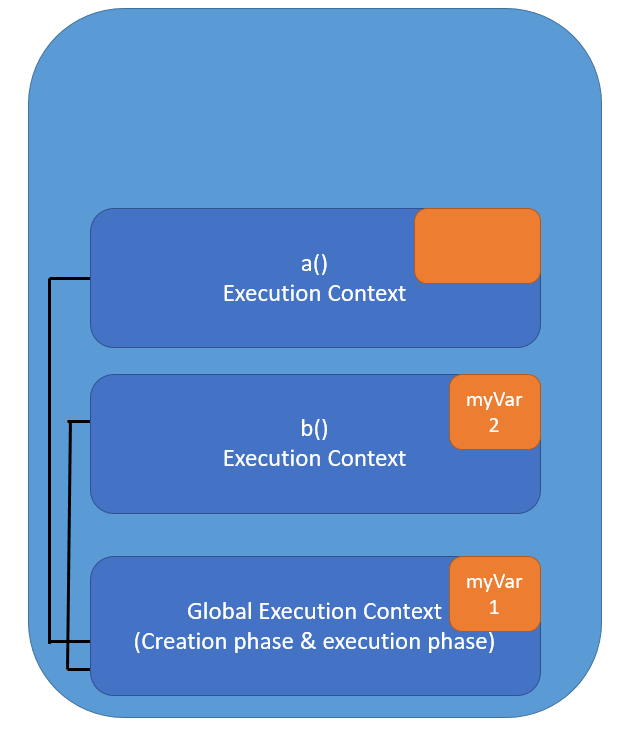 a()
Execution Context
myVar
2
b()
Execution Context
myVar
1
Global Execution Context
(Creation phase & execution phase)